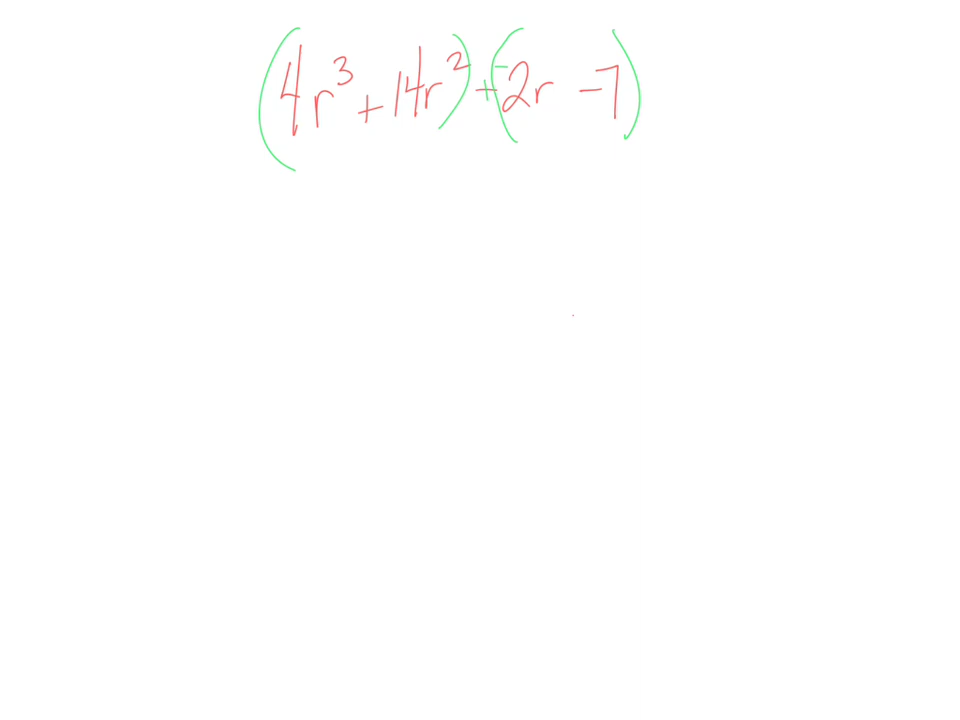 (4r³ + 14r²) + (⁻2r - 7)